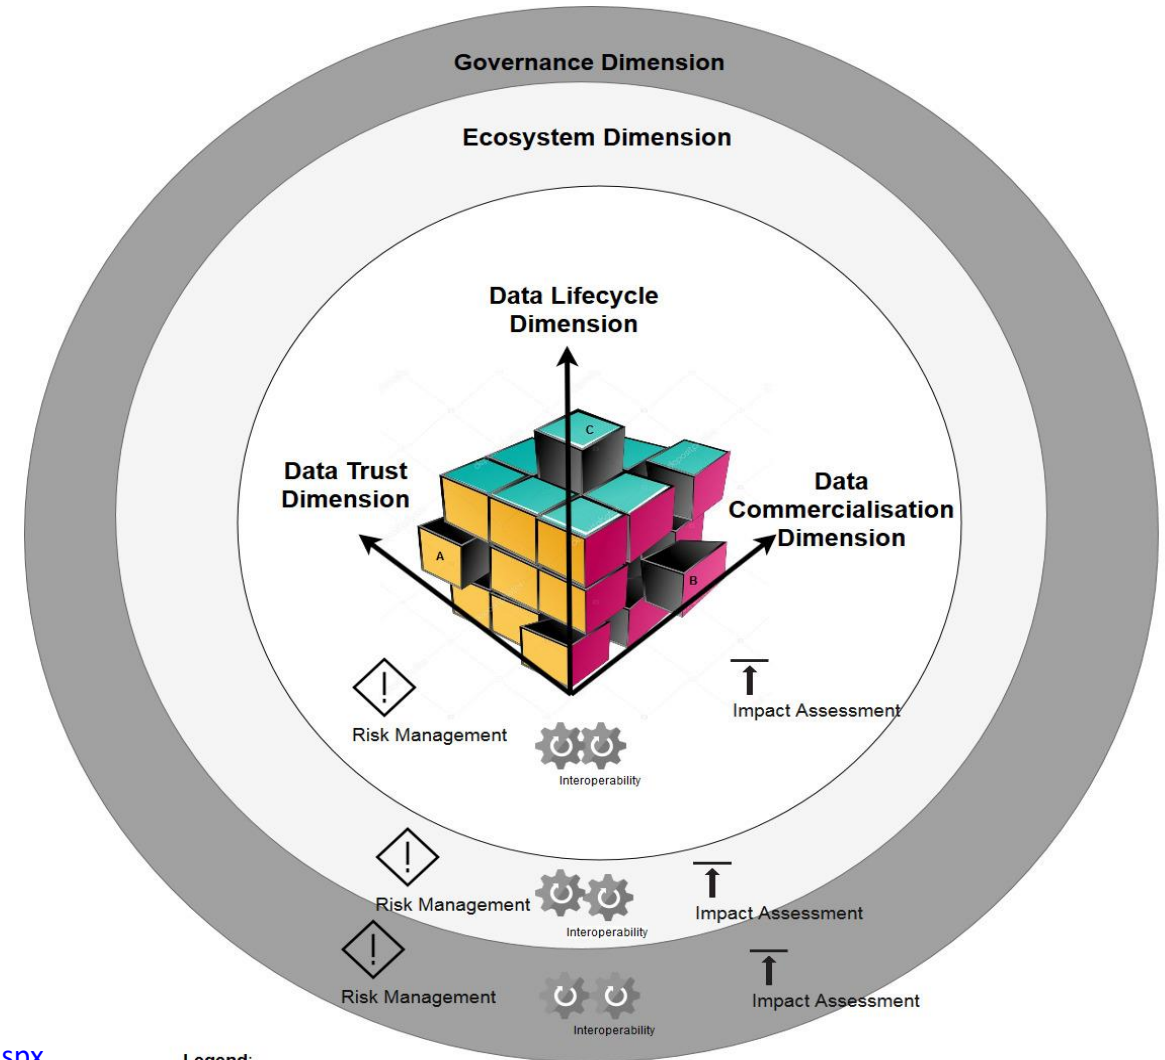 Governance Dimension
Ecosystem Dimension
Data Lifecycle
Dimension
C
Data Trust
Dimension
Data
Commercialisation
Dimension
A
B
Risk Management
Impact Assessment
Interoperability
Risk Management
Impact Assessment
Interoperability
Risk Management
Impact Assessment
Interoperability
spx
Legend: